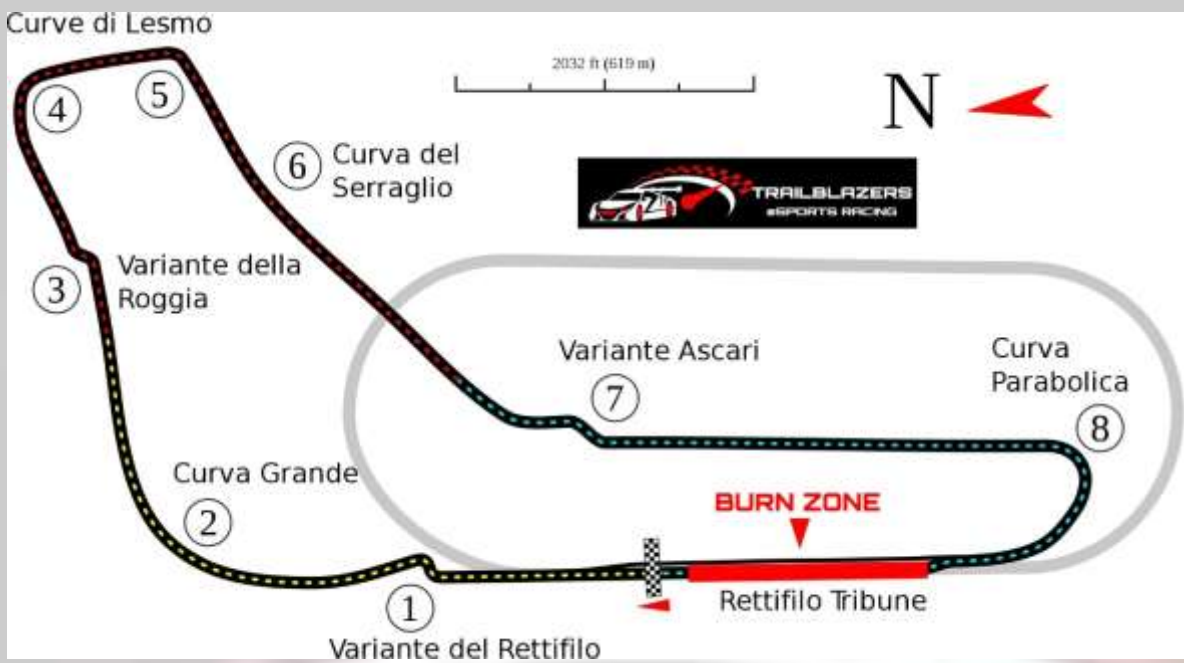 Curve di Lesmo
2032 ft (619 m)
N
4
5
6
Curva del
Serraglio
TRAILBLAZERS
eSPORTS RACING
3
Variante della
Roggia
Variante Ascari
7
Curva
Parabolica
8
Curva Grande
2
BURN ZONE
1
Rettifilo Tribune
Variante del Rettifilo